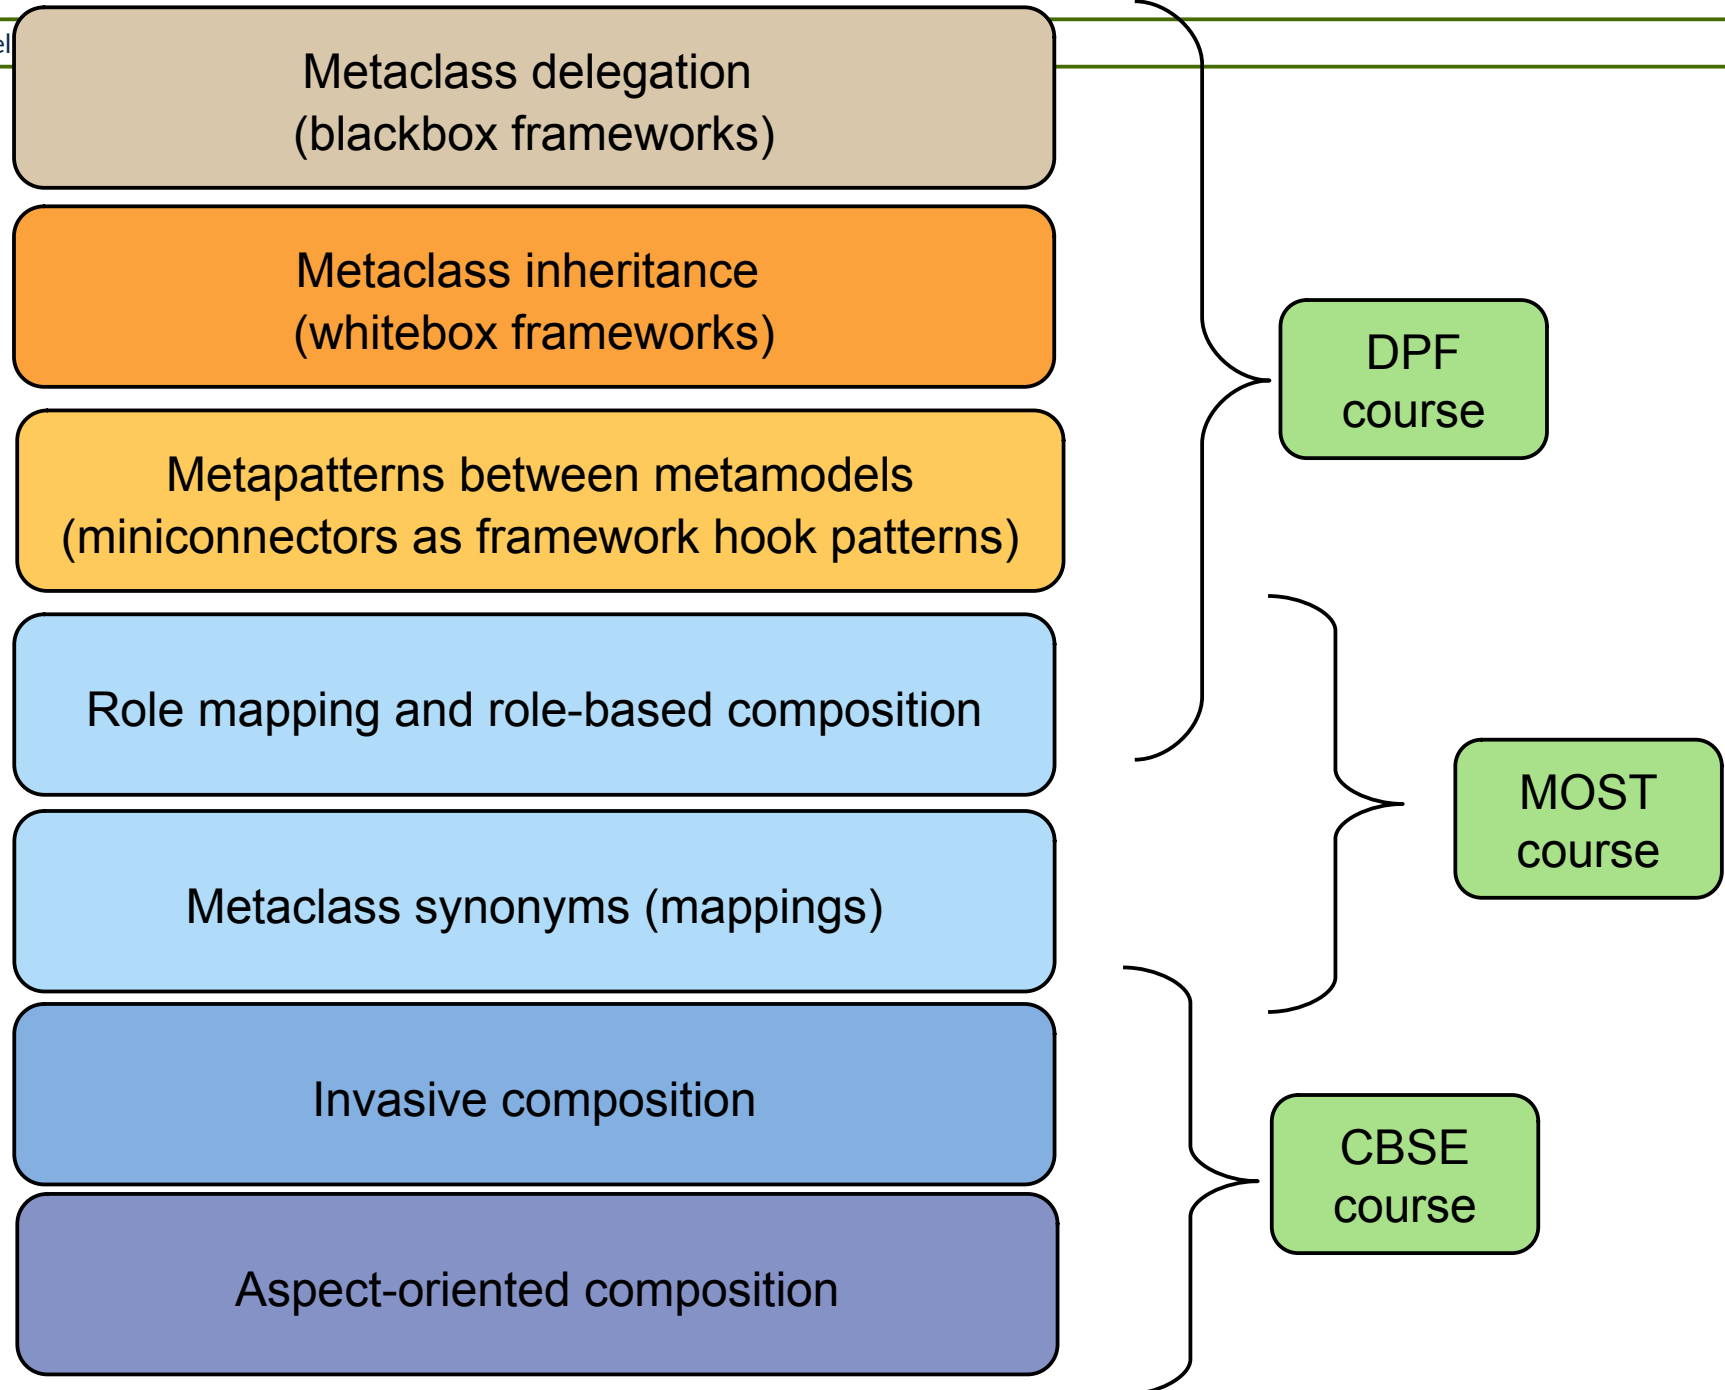 Metaclass delegation
(blackbox frameworks)
Metaclass inheritance
(whitebox frameworks)
Metapatterns between metamodels
(miniconnectors as framework hook patterns)
Role mapping and role-based composition
Metaclass synonyms (mappings)
Invasive composition
Aspect-oriented composition
DPF
course
MOST
course
CBSE
course